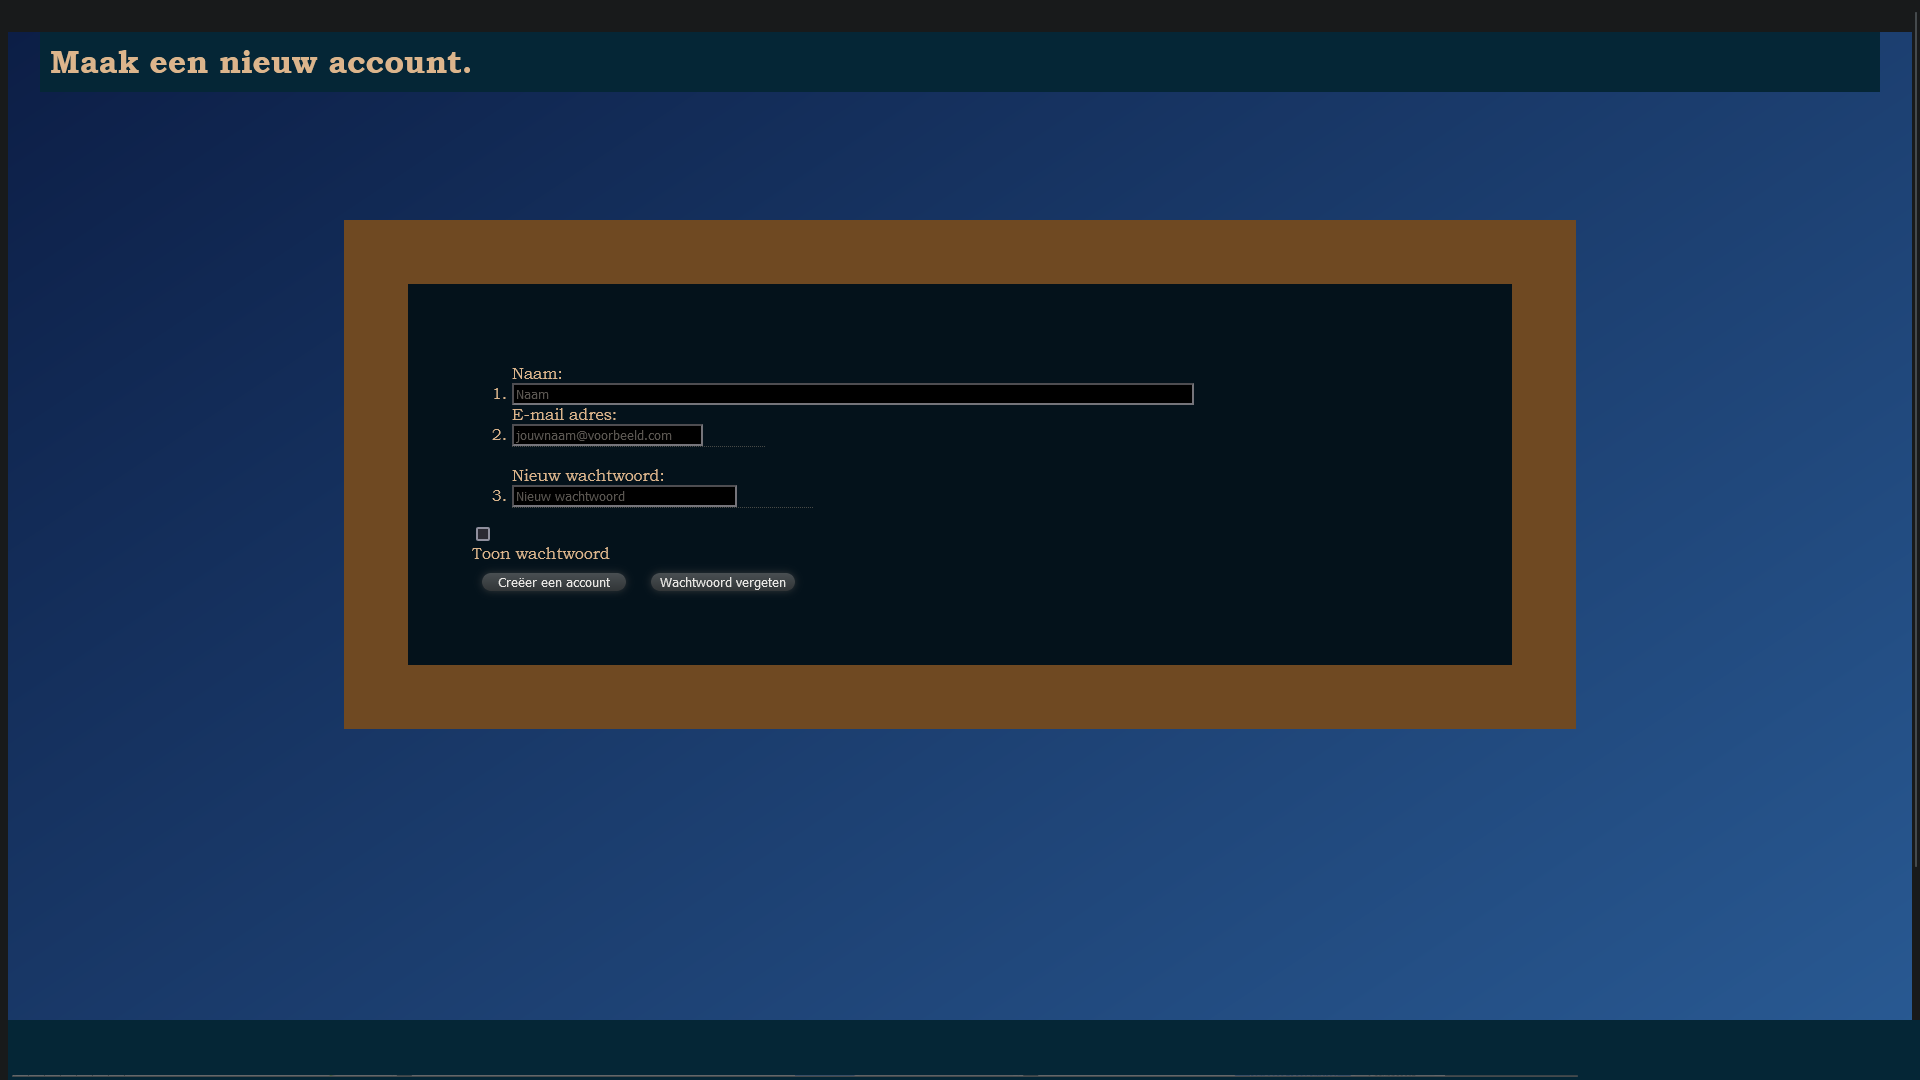 Maak een nieuw account.
Naam:
1. Naam
E-mail adres:
2. jouwnaam@voorbeeld.com
Nieuw wachtwoord:
3. Nieuw wachtwoord
Toon wachtwoord
Creëer een account Wachtwoord vergeten